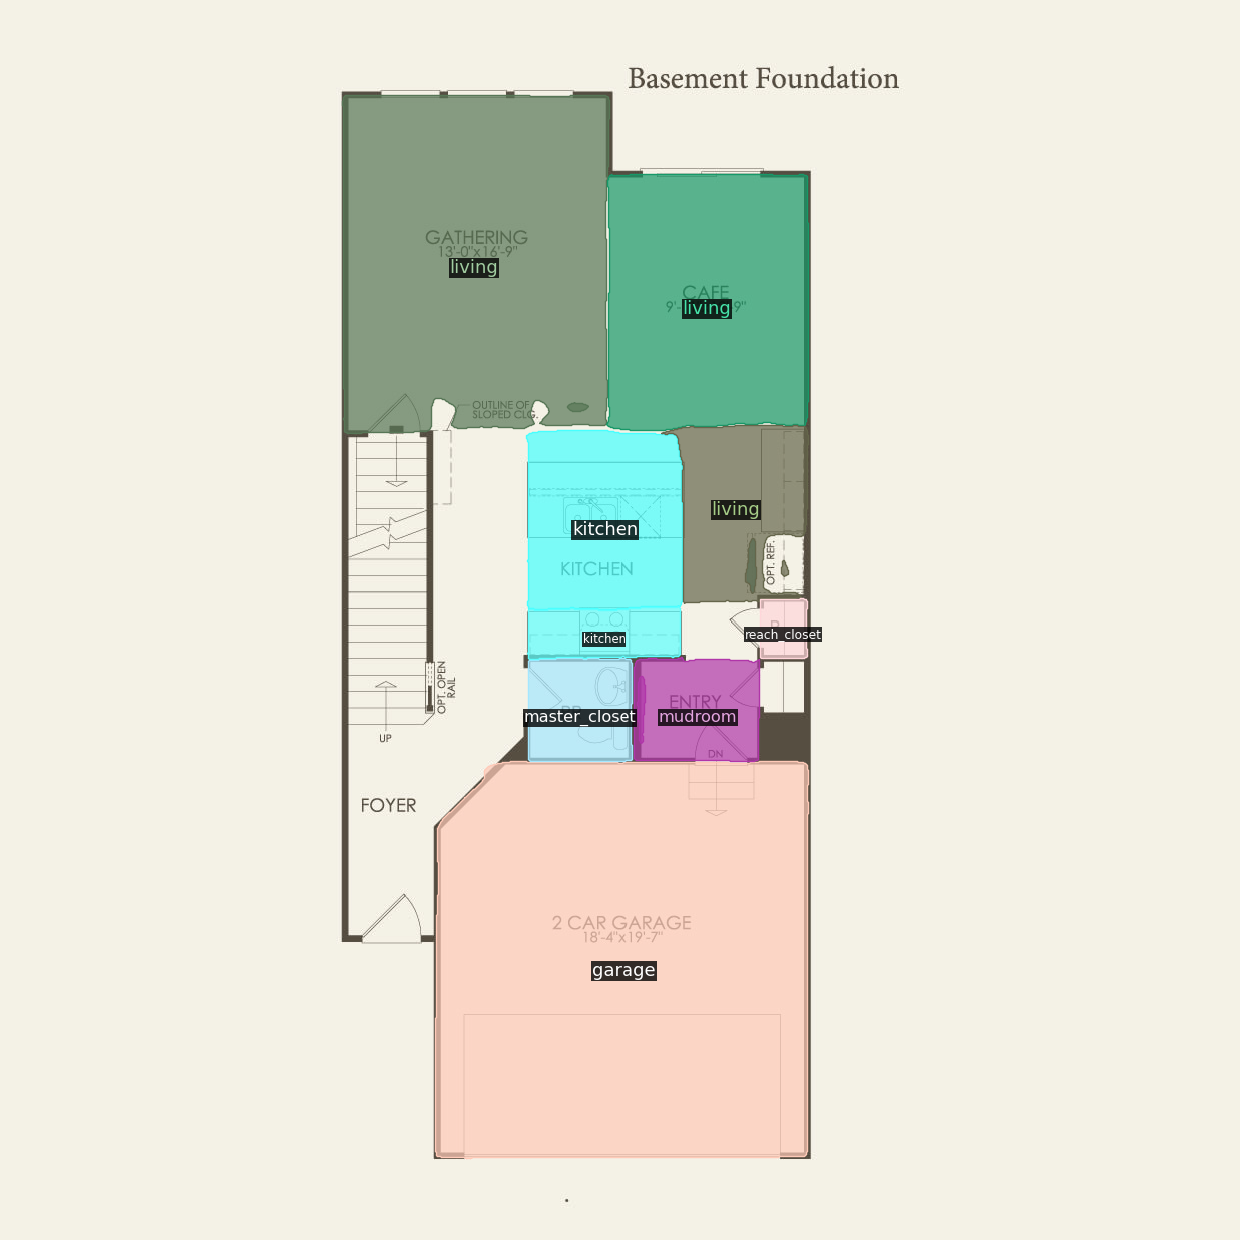 Basement Foundation
GATHERING
13'-0"x16'-9"
living
CAFE
living
OUTLINE OF
SLOPED CLG.
living
kitchen
OPT. REF.
KITCHEN
kitchen
reach_closet
OPT. OPEN
RAIL
ENTRY
master_closet
mudroom
UP
DN
FOYER
2 CAR GARAGE
18'-4"x19'-7"
garage